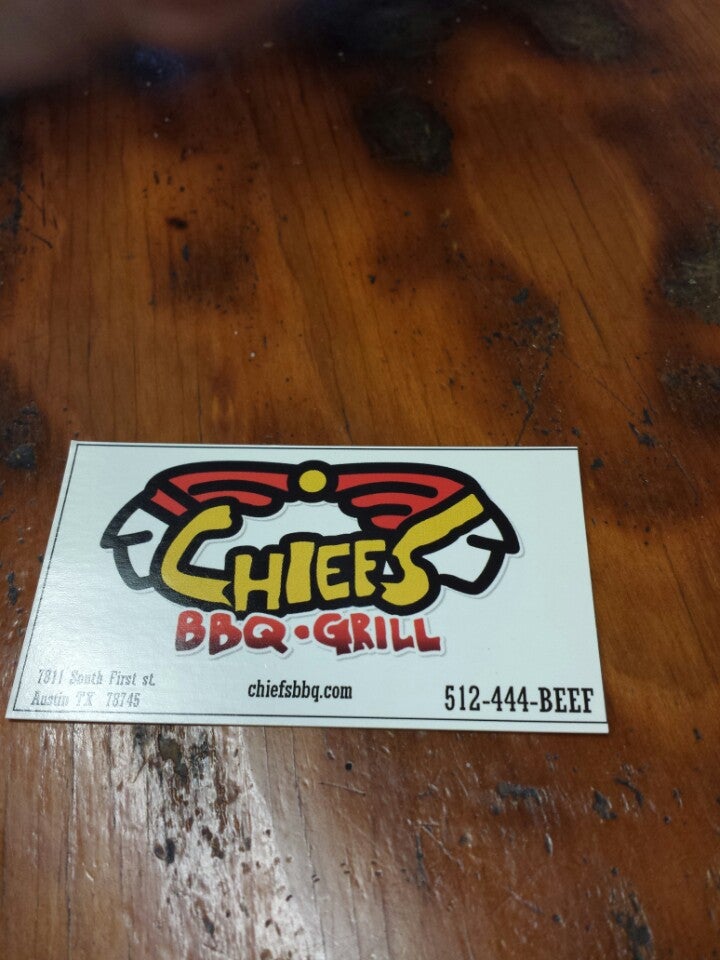 CHIEFS
BBQ • GRILL
7811 South First st.
Austin TX 78745
chiefsbbq.com
512-444-BEEF